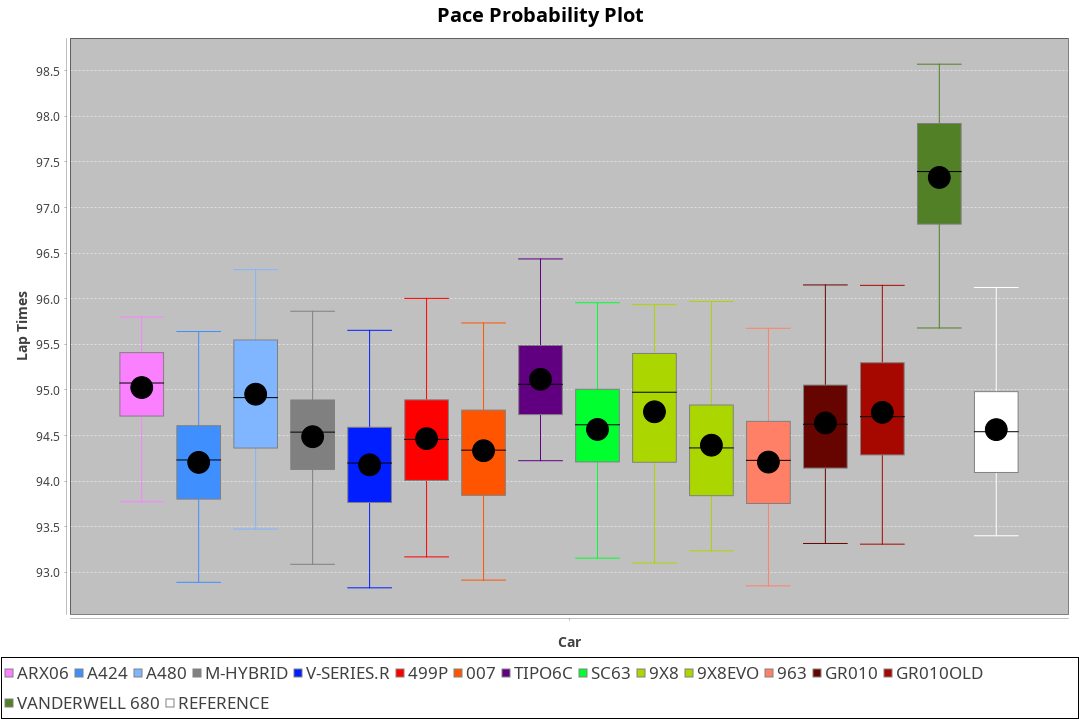 Pace Probability Plot
98.5
98.0
97.5
97.0
96.5
96.0
95.5
95.0
94.5
94.0
93.5
93.0
Lap Times
Car
ARX06 A424 A480 M-HYBRID V-SERIES.R 499P 007 TIPO6C SC63 9X8 9X8EVO 963 GR010 GR010OLD
VANDERWELL 680 REFERENCE